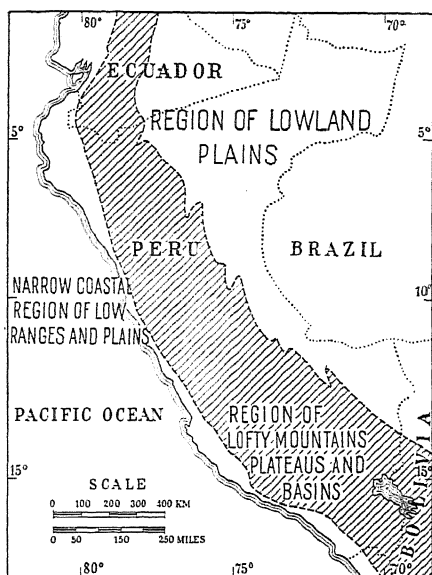 80° 75° 70°
ECUADOR
REGION OF LOWLAND
PLAINS
5° 5°
PERU
BRAZIL
NARROW COASTAL
REGION OF LOW
RANGES AND PLAINS
10°
PACIFIC OCEAN
REGION OF
LOFTY MOUNTAINS
PLATEAUS AND
BASINS
BOLIVIA
15° 15°
SCALE
0 100 200 300 400 KM
0 50 150 250 MILES
80° 75° 70°